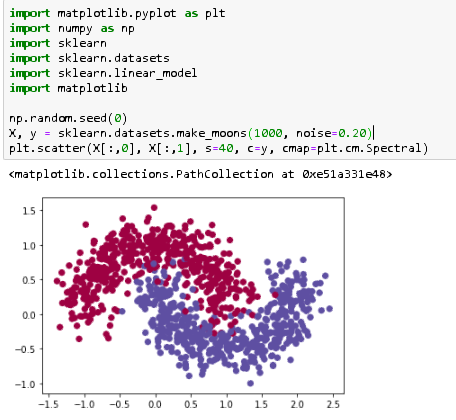 import matplotlib.pyplot as plt
import numpy as np
import sklearn
import sklearn.datasets
import sklearn.linear_model
import matplotlib
np.random.seed(0)
X, y = sklearn.datasets.make_moons(1000, noise=0.20)
plt.scatter(X[:,0], X[:,1], s=40, c=y, cmap=plt.cm.Spectral)
<matplotlib.collections.PathCollection at 0xe51a331e48>
1.5
1.0
0.5
0.0
−0.5
−1.0
−1.5 −1.0 −0.5 0.0 0.5 1.0 1.5 2.0 2.5